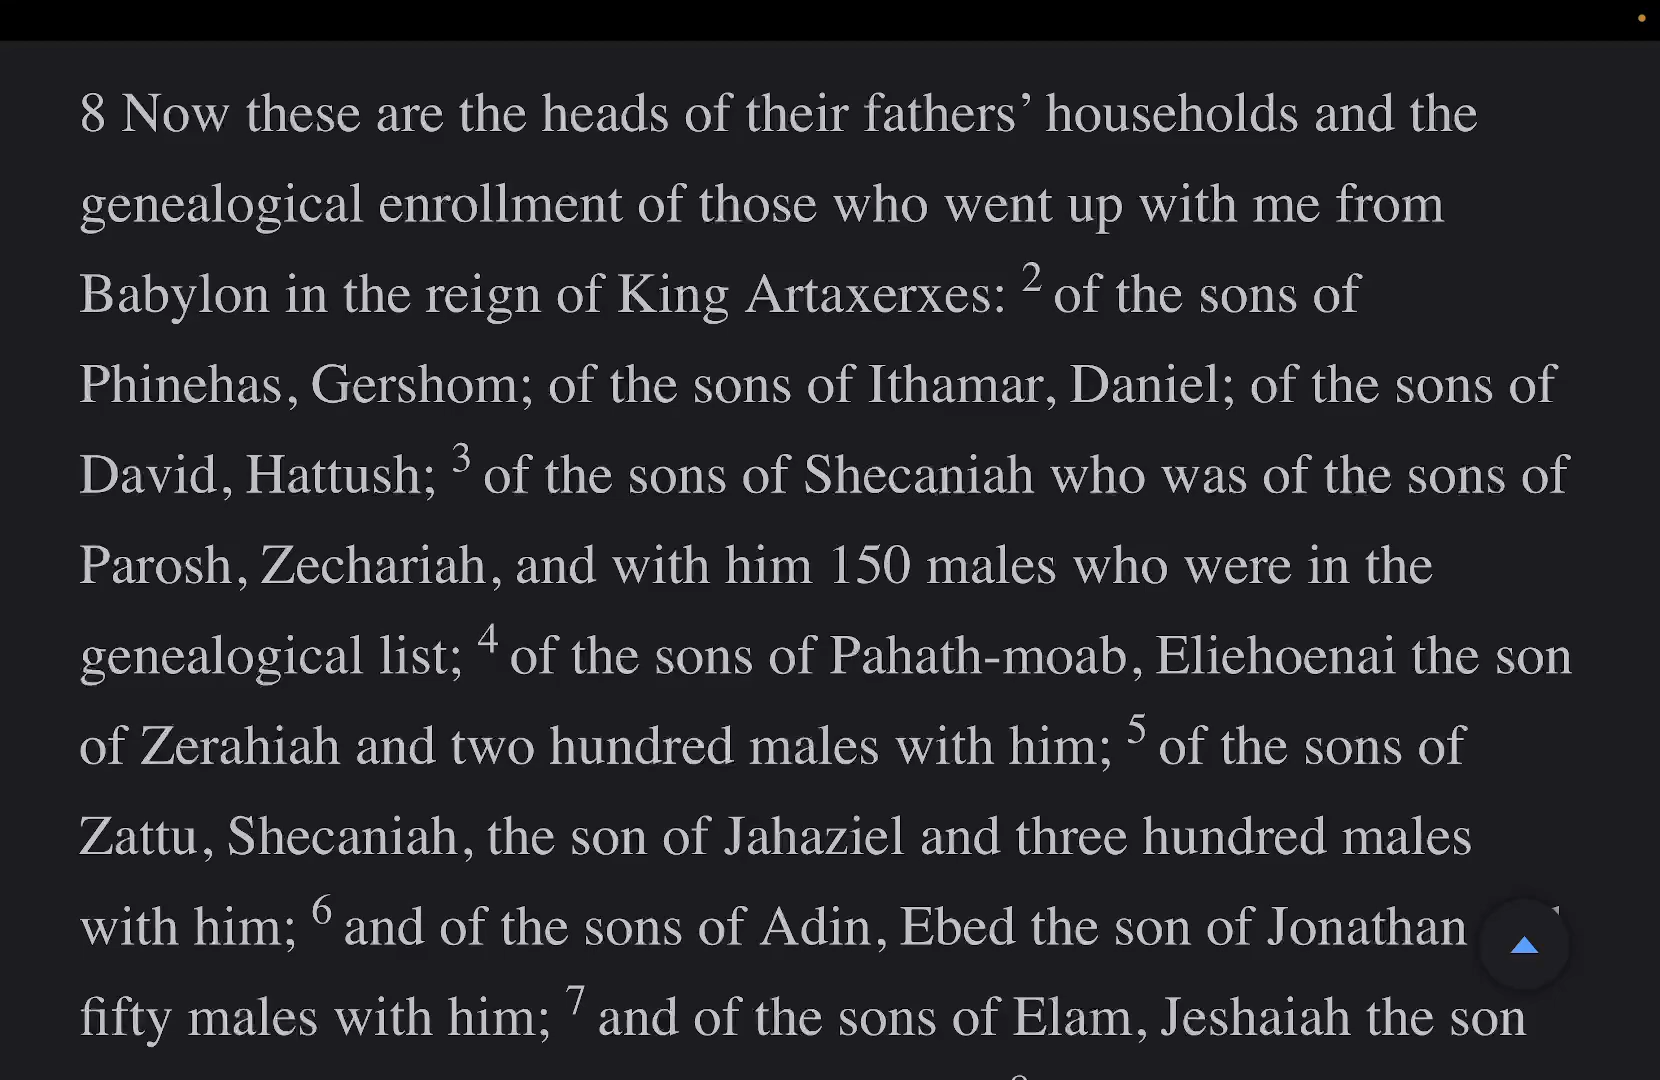 8 Now these are the heads of their fathers’ households and the
genealogical enrollment of those who went up with me from
Babylon in the reign of King Artaxerxes: 2 of the sons of
Phinehas, Gershom; of the sons of Ithamar, Daniel; of the sons of
David, Hattush; 3 of the sons of Shecaniah who was of the sons of
Parosh, Zechariah, and with him 150 males who were in the
genealogical list; 4 of the sons of Pahath-moab, Eliehoenai the son
of Zerahiah and two hundred males with him; 5 of the sons of
Zattu, Shecaniah, the son of Jahaziel and three hundred males
with him; 6 and of the sons of Adin, Ebed the son of Jonathan
fifty males with him; 7 and of the sons of Elam, Jeshaiah the son